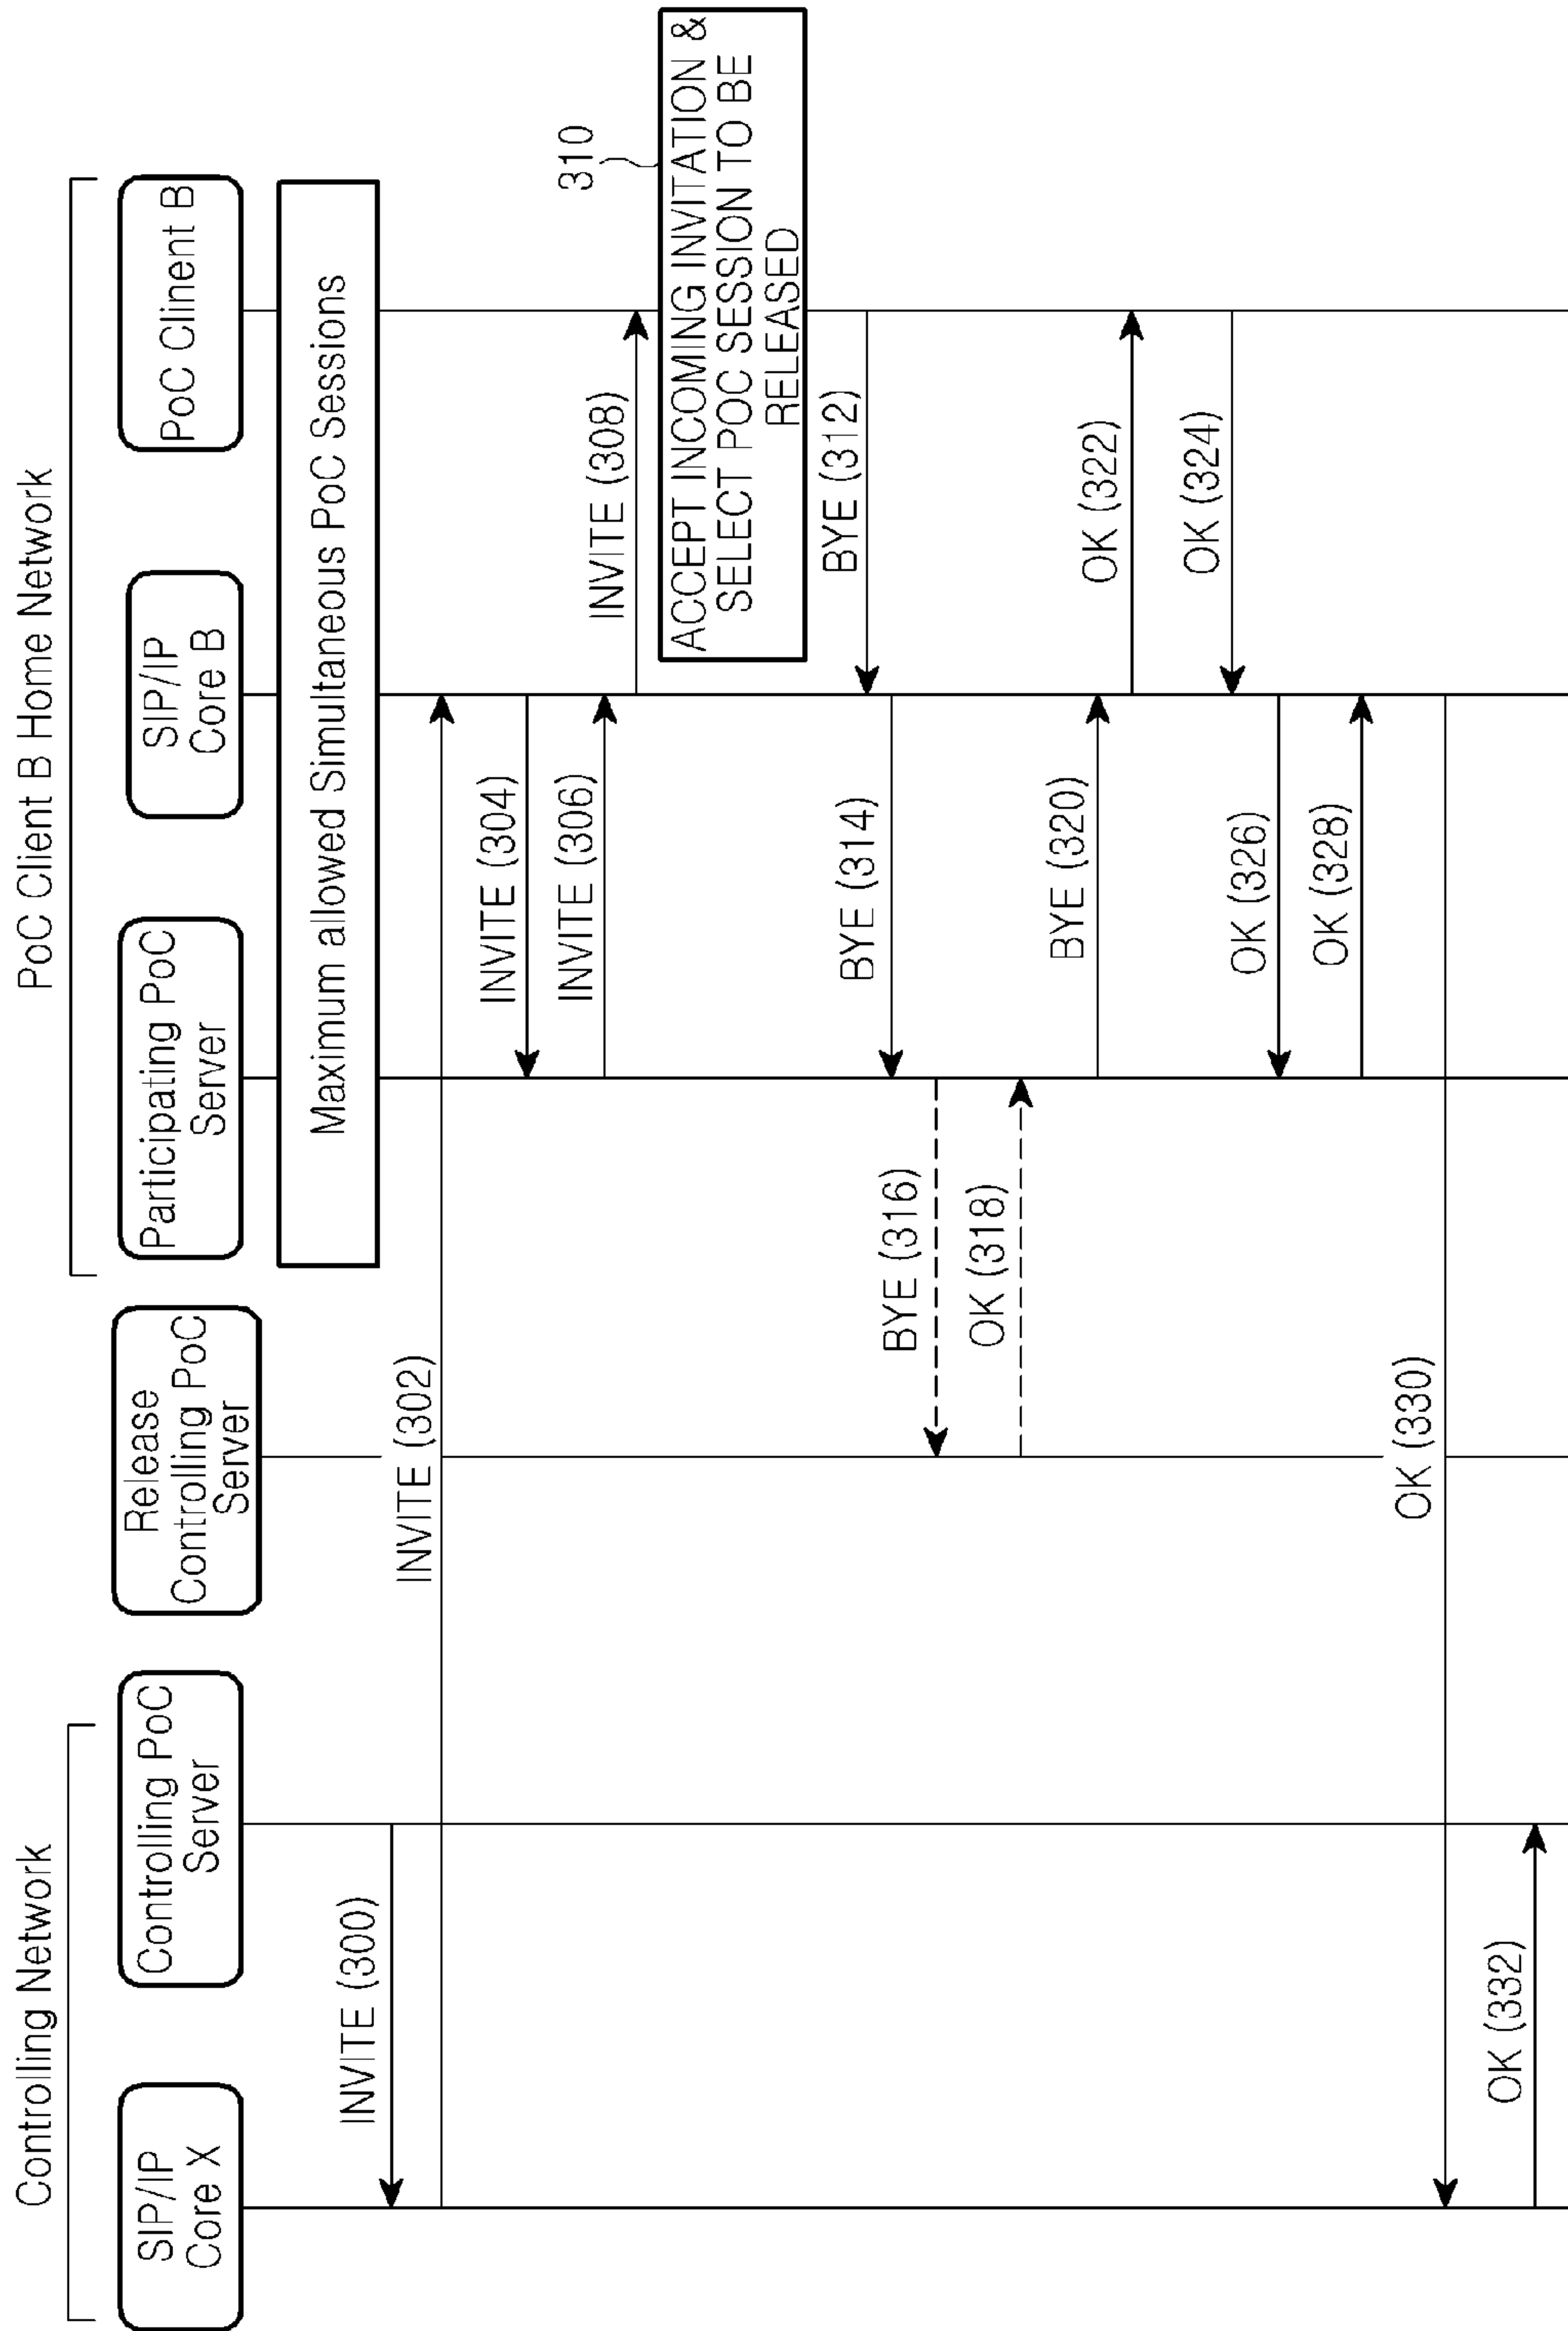 Controlling Network
PoC Client B Home Network
SIP/IP
Core X
Controlling PoC
Server
Release
Controlling PoC
Server
Participating PoC
Server
SIP/IP
Core B
PoC Clinent B
Maximum allowed Simultaneous PoC Sessions
INVITE (300)
INVITE (302)
INVITE (304)
INVITE (306)
INVITE (308)
310
ACCEPT INCOMING INVITATION &
SELECT POC SESSION TO BE
RELEASED
BYE (312)
BYE (314)
BYE (316)
OK (318)
BYE (320)
OK (322)
OK (324)
OK (326)
OK (328)
OK (330)
OK (332)